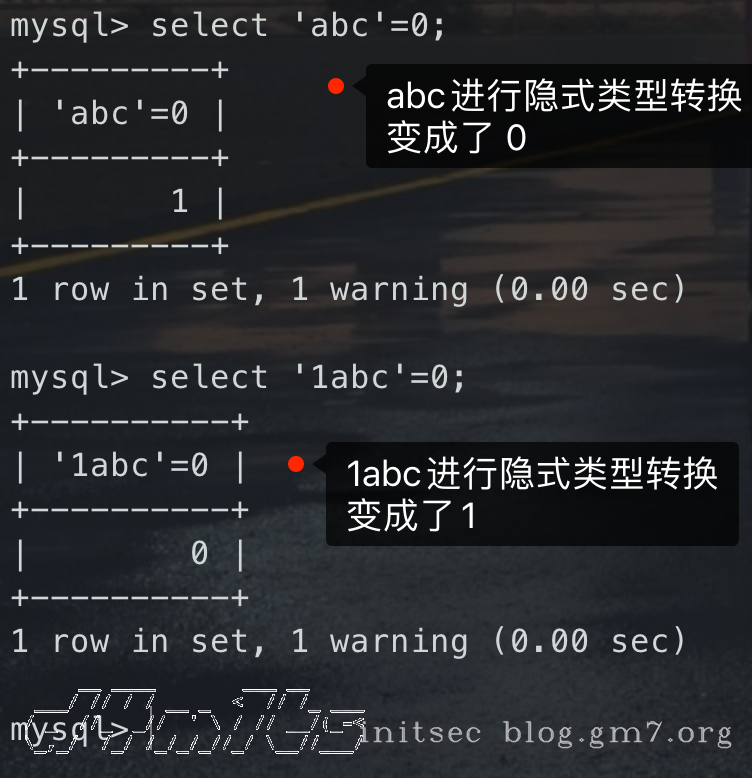 mysql> select 'abc'=0;
+---------+
| 'abc'=0 |
+---------+
|       1 |
+---------+
1 row in set, 1 warning (0.00 sec)
abc进行隐式类型转换
变成了 0
mysql> select '1abc'=0;
+----------+
| '1abc'=0 |
+----------+
|        0 |
+----------+
1 row in set, 1 warning (0.00 sec)
1abc进行隐式类型转换
变成了1
mysql>
initsec blog.gm7.org